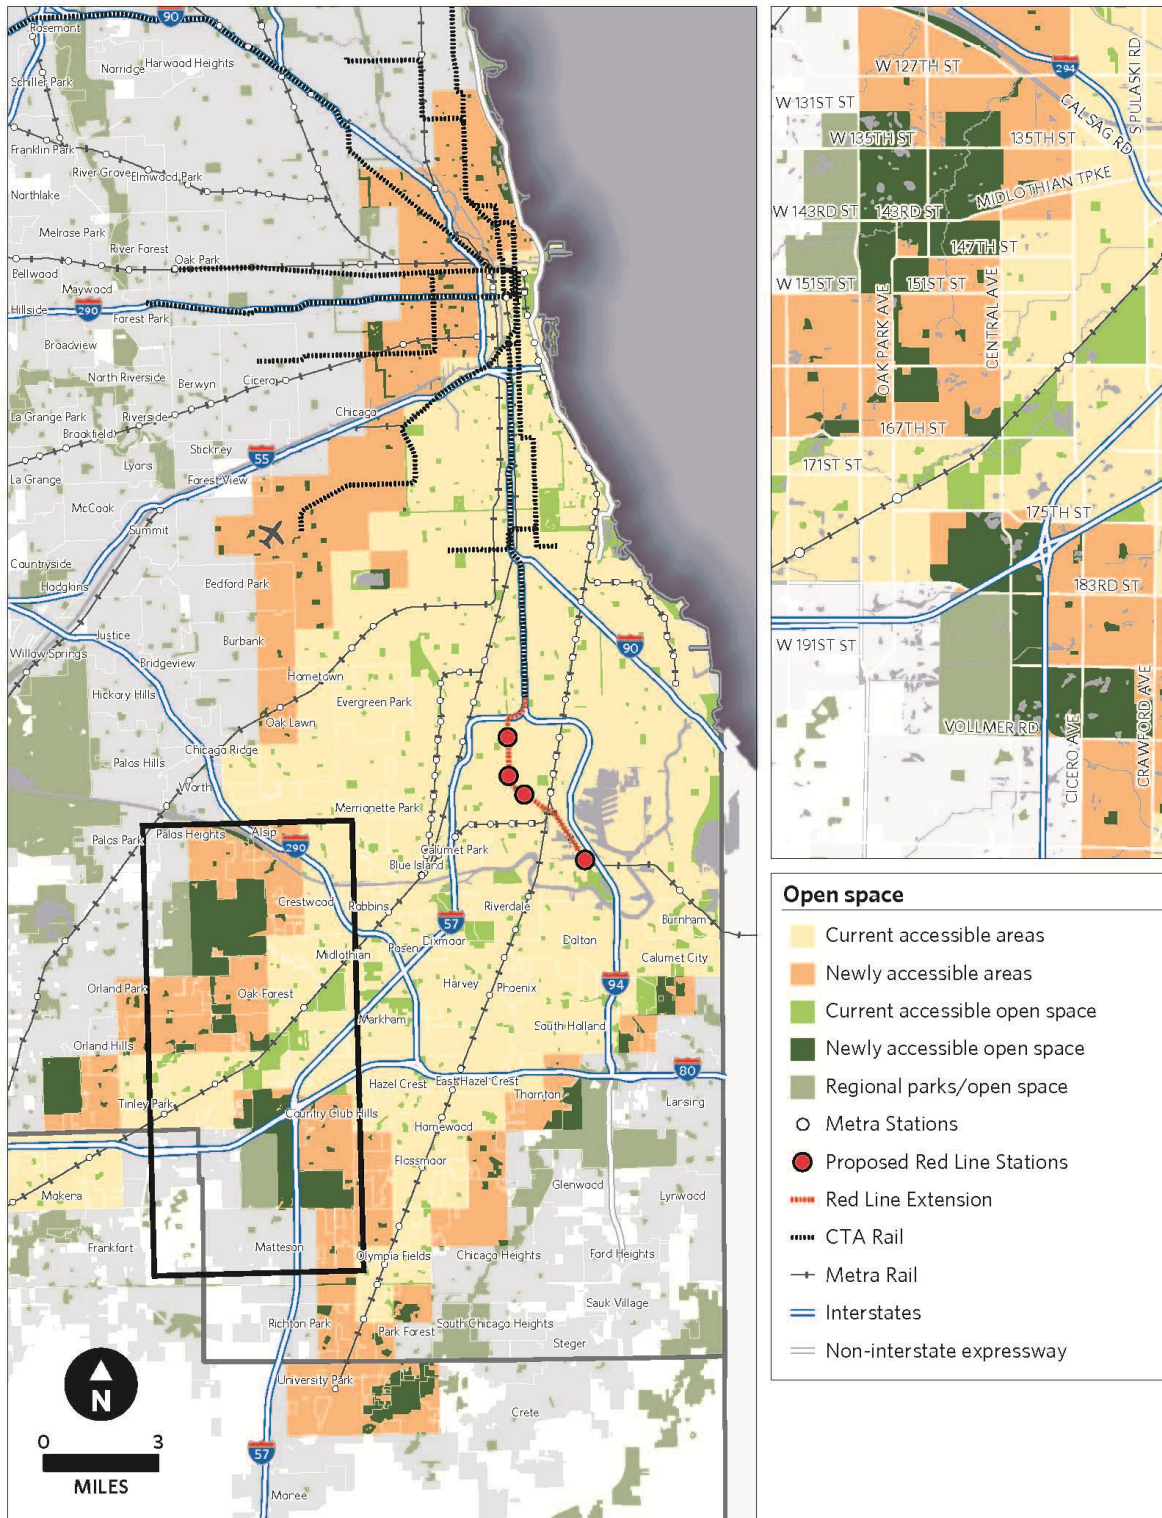 90
Rosemont
Norridge
Harwood Heights
Schiller Park
Franklin Park
River Grove
Elmwood Park
Northlake
Melrose Park
River Forest
Oak Park
Bellwood
Maywood
Hillside
290
Forest Park
Broadview
North Riverside
Berwyn
Cicero
Chicago
La Grange Park
Riverside
Brookfield
Stickney
Lyons
55
La Grange
Forest View
McCook
Summit
Countryside
Hodgkins
Bedford Park
Justice
Burbank
Willow Springs
Bridgeview
90
Hometown
Hickory Hills
Evergreen Park
Oak Lawn
Chicago Ridge
Palos Hills
Worth
Merrionette Park
Palos Park
Palos Heights
Alsip
290
Calumet Park
Blue Island
Crestwood
Robbins
Riverdale
57
Burnham
Dixmoor
Dolton
Posen
Midlothian
Calumet City
Harvey
Phoenix
94
Orland Park
Oak Forest
Markham
South Holland
Orland Hills
80
Hazel Crest
East Hazel Crest
Thornton
Lansing
Tinley Park
Country Club Hills
Homewood
Flossmoor
Glenwood
Lynwood
Mokena
Frankfort
Matteson
Olympia Fields
Chicago Heights
Ford Heights
Sauk Village
Richton Park
Park Forest
South Chicago Heights
Steger
University Park
Crete
57
Monee
N
0 3
MILES
W 127TH ST
294
S PULASKI RD
W 131ST ST
CAL SAG RD
W 135TH ST
135TH ST
MIDLOTHIAN TPKE
W 143RD ST
143RD ST
147TH ST
W 151ST ST
151ST ST
OAK PARK AVE
CENTRAL AVE
167TH ST
171ST ST
175TH ST
183RD ST
W 191ST ST
VOLLMER RD
CICERO AVE
CRAWFORD AVE
Open space
Current accessible areas
Newly accessible areas
Current accessible open space
Newly accessible open space
Regional parks/open space
Metra Stations
Proposed Red Line Stations
Red Line Extension
CTA Rail
Metra Rail
Interstates
Non-interstate expressway